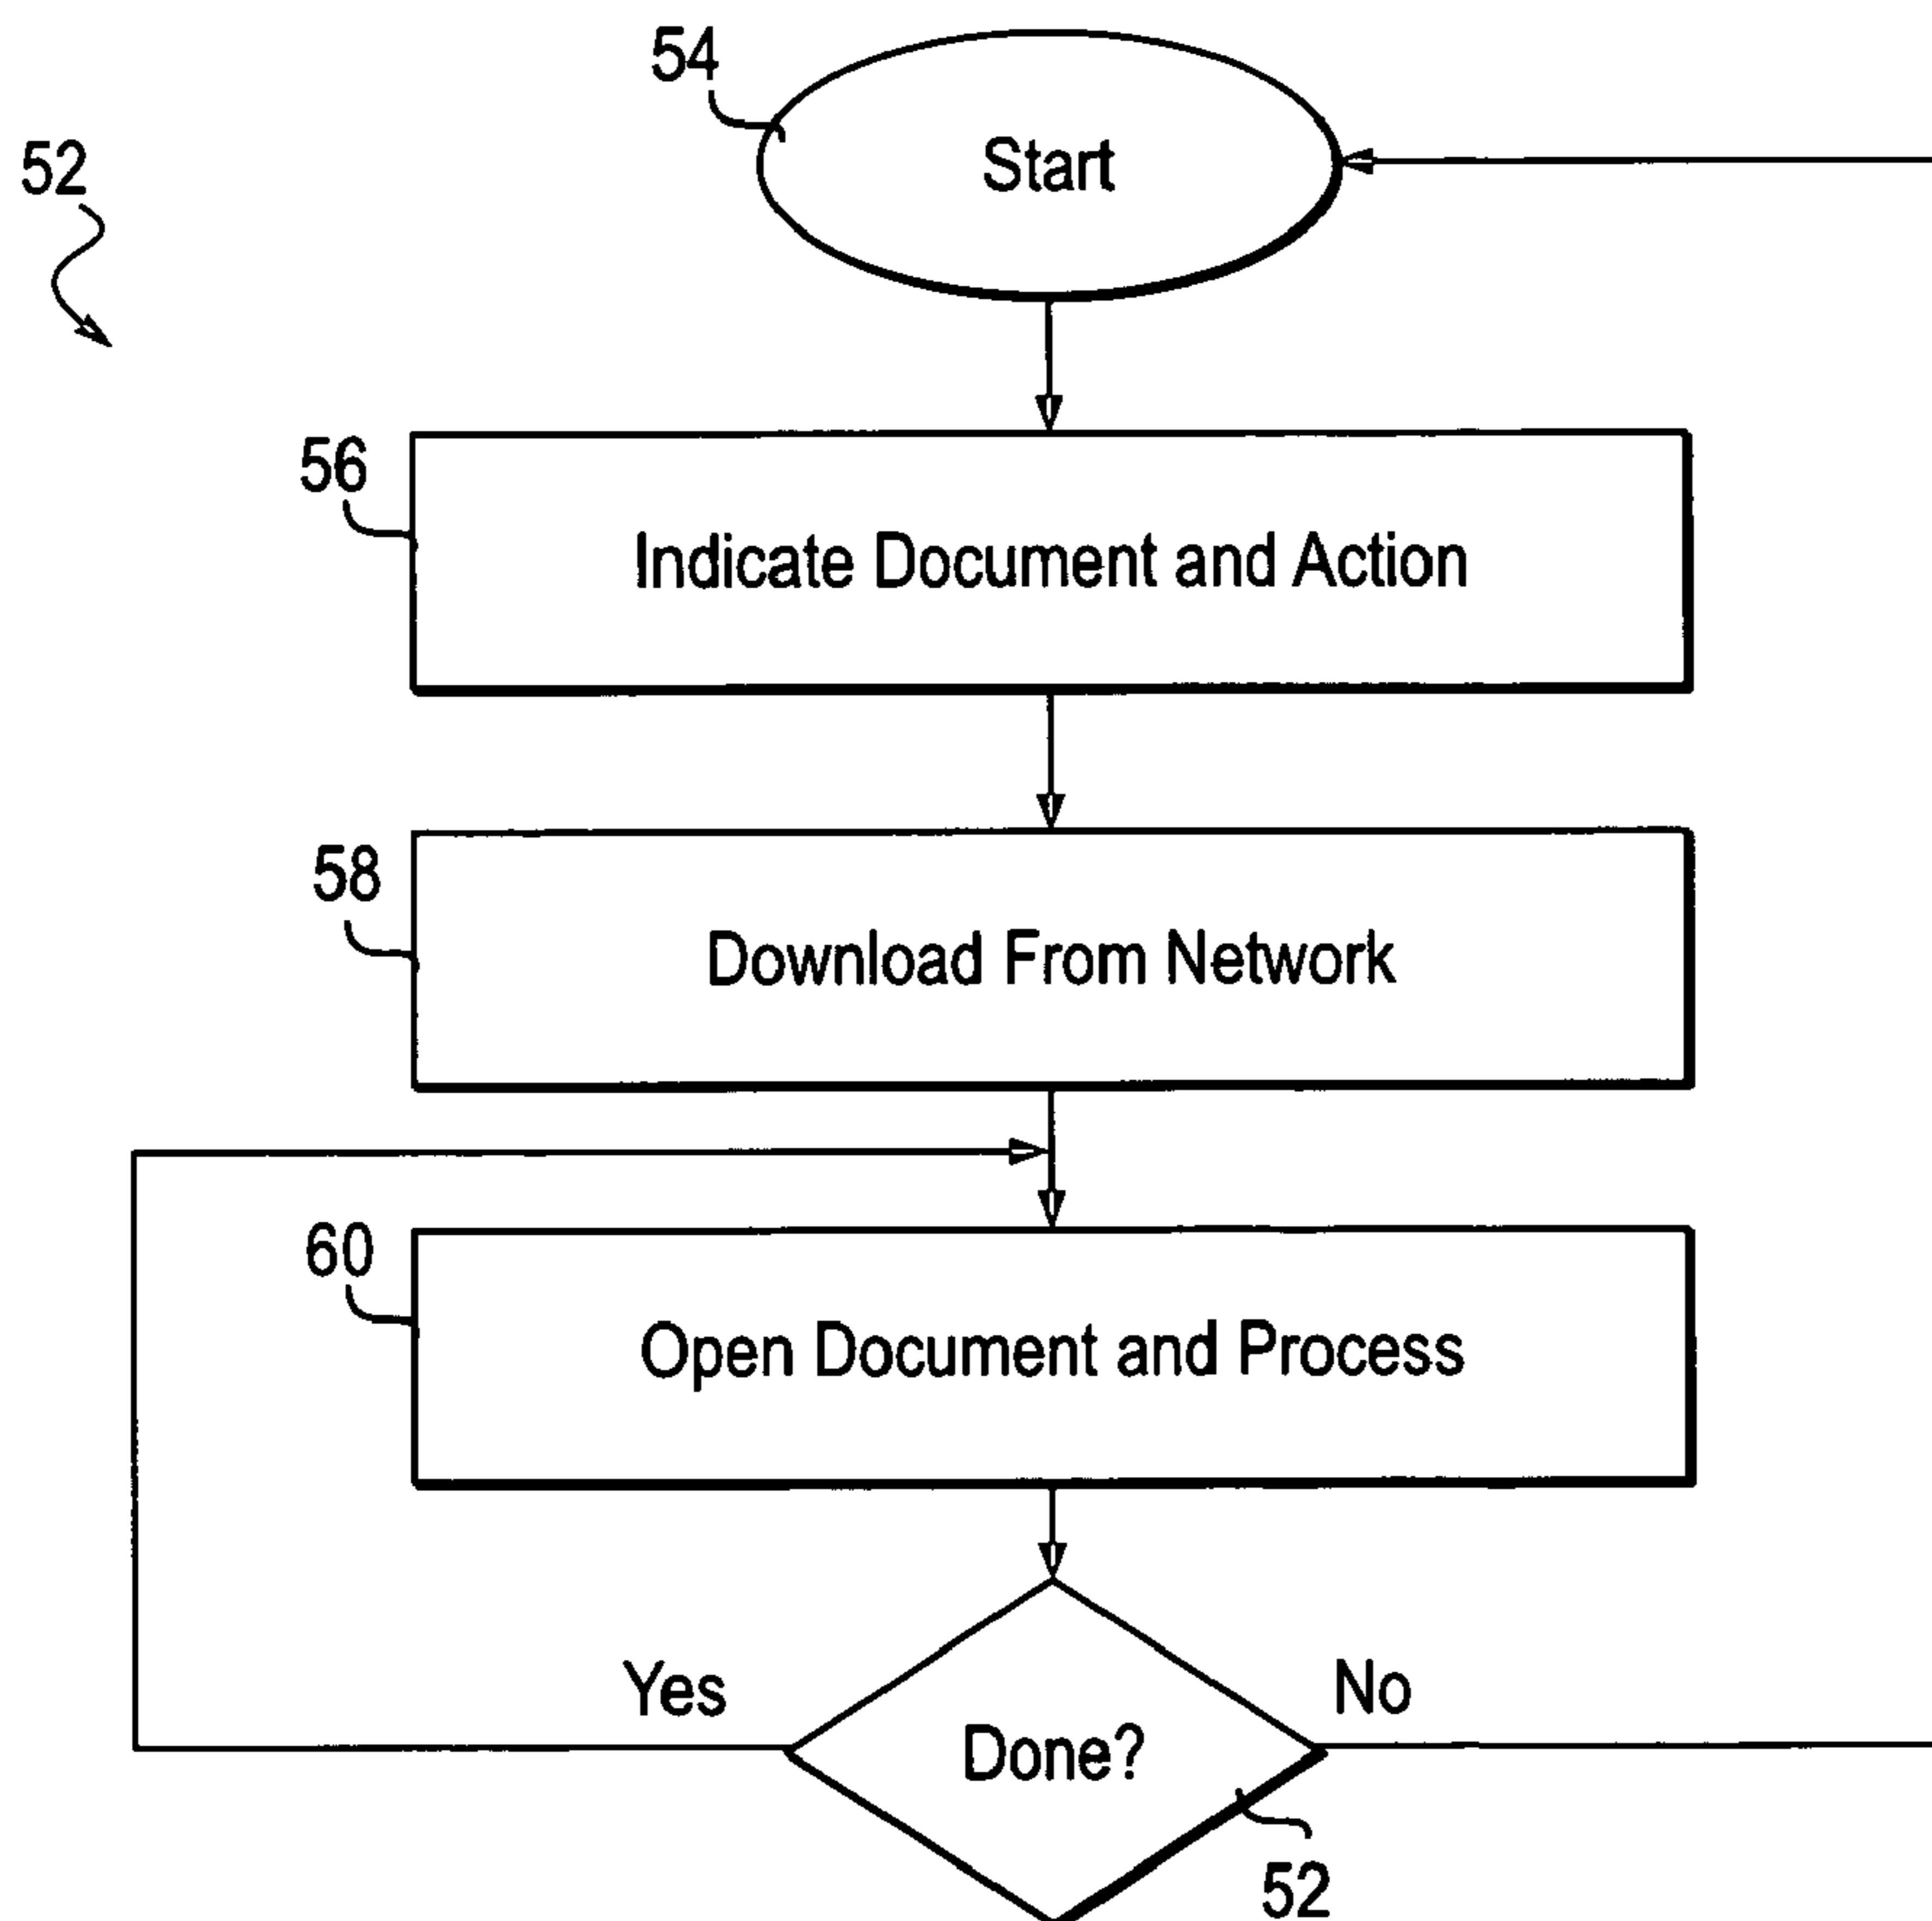 54
Start
52
56
Indicate Document and Action
58
Download From Network
60
Open Document and Process
Yes
No
Done?
52